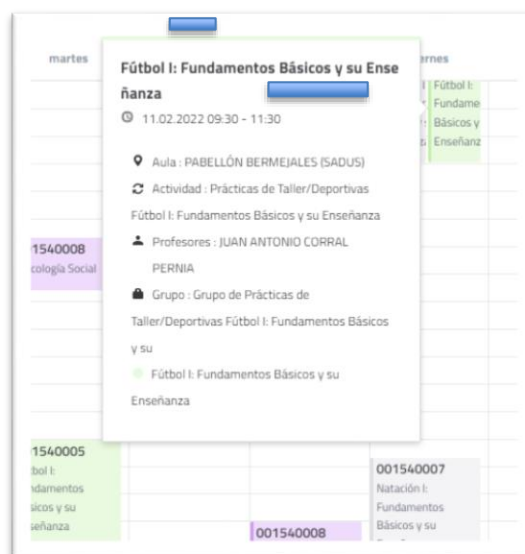 martes
ernes
Fútbol I: Fundamentos Básicos y su Ense
ñanza
11.02.2022 09:30 - 11:30
Aula : PABELLÓN BERMEJALES (SADUS)
Actividad : Prácticas de Taller/Deportivas
Fútbol I: Fundamentos Básicos y su Enseñanza
Profesores : JUAN ANTONIO CORRAL
PERNIA
Grupo : Grupo de Prácticas de
Taller/Deportivas Fútbol I: Fundamentos Básicos
y su
Fútbol I: Fundamentos Básicos y su
Enseñanza
Fútbol I:
Fundame
Básicos y
Enseñanz
01540008
cología Social
01540005
tbol I:
ndamentos
sicos y su
señanza
001540008
001540007
Natación I:
Fundamentos
Básicos y su